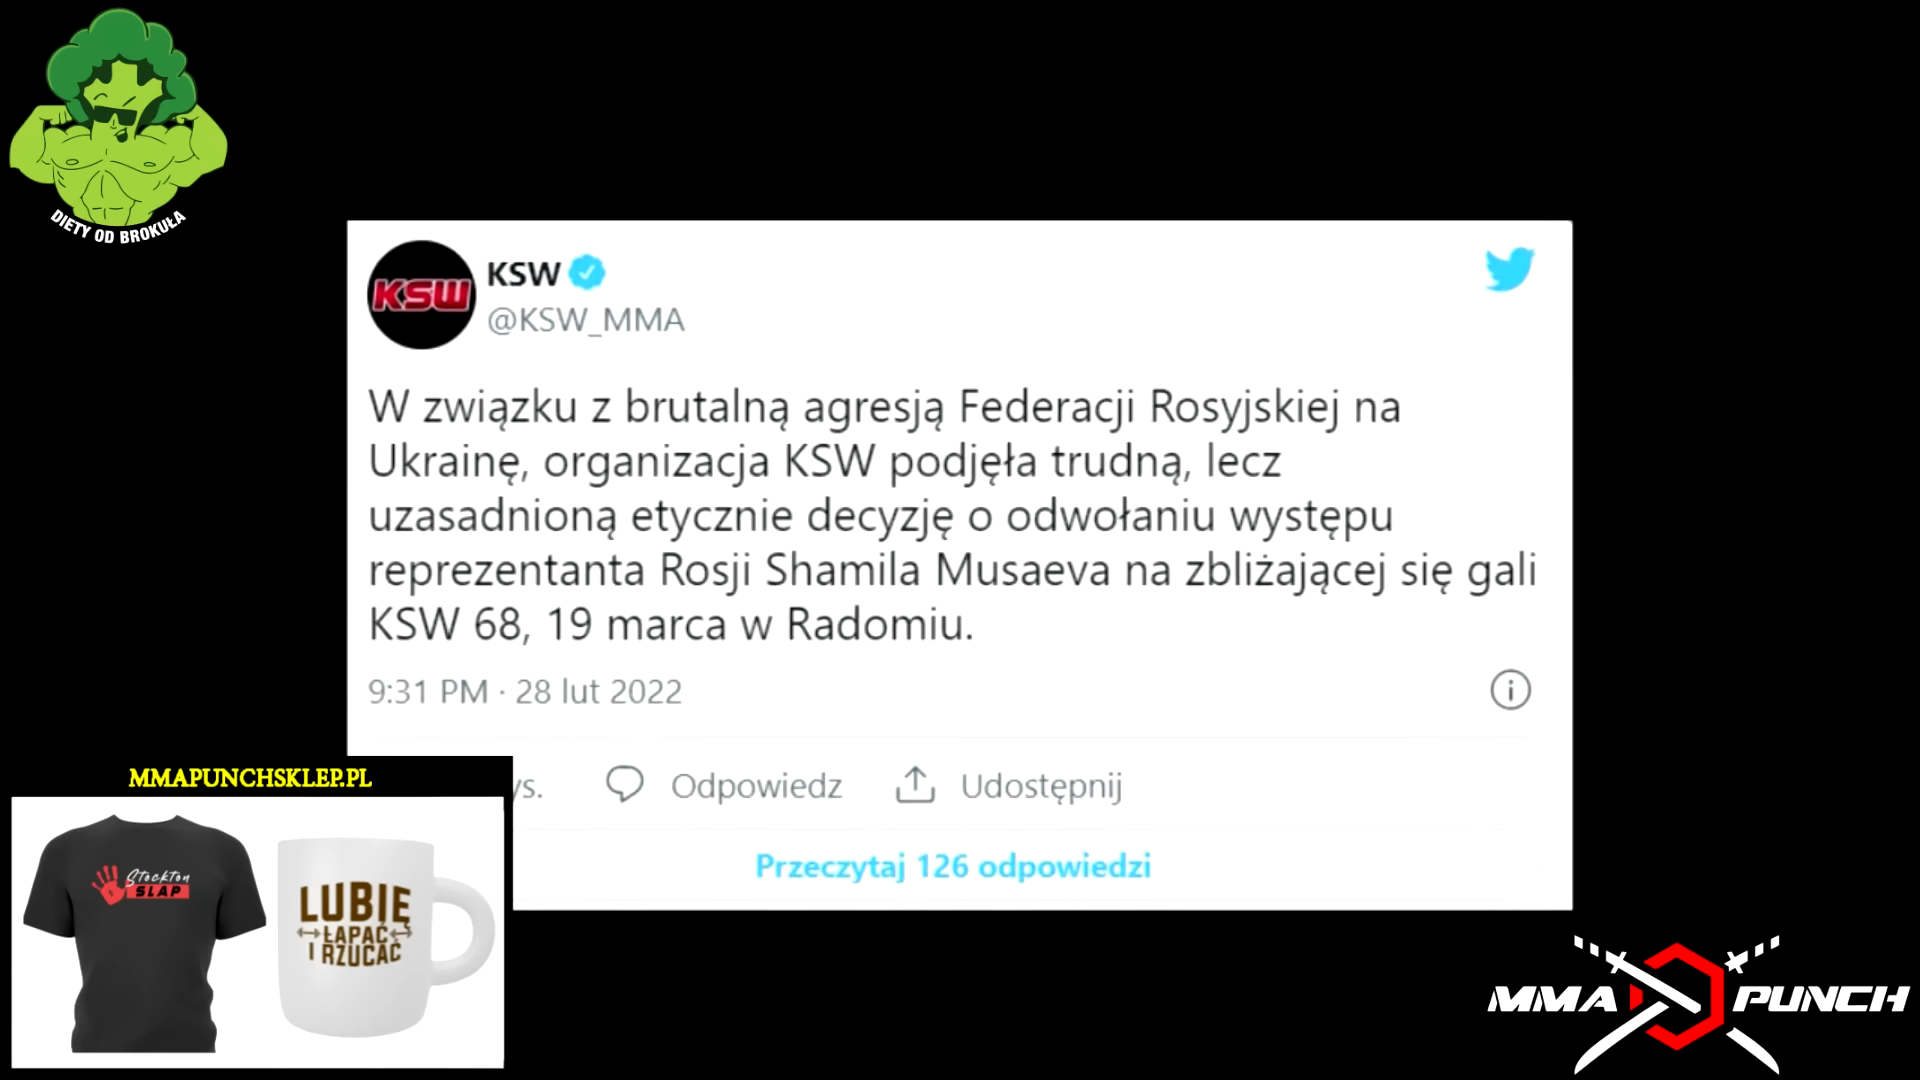 DIETY OD BROKUŁA
KSW
KSW
@KSW_MMA
W związku z brutalną agresją Federacji Rosyjskiej na
Ukrainę, organizacja KSW podjęła trudną, lecz
uzasadnioną etycznie decyzję o odwołaniu występu
reprezentanta Rosji Shamila Musaeva na zbliżającej się gali
KSW 68, 19 marca w Radomiu.
9:31 PM · 28 lut 2022
ys. Odpowiedz Udostępnij
Przeczytaj 126 odpowiedzi
MMAPUNCHSKLEP.PL
Stockton
SLAP
LUBIĘ
ŁAPAĆ
I RZUCAĆ
MMA PUNCH